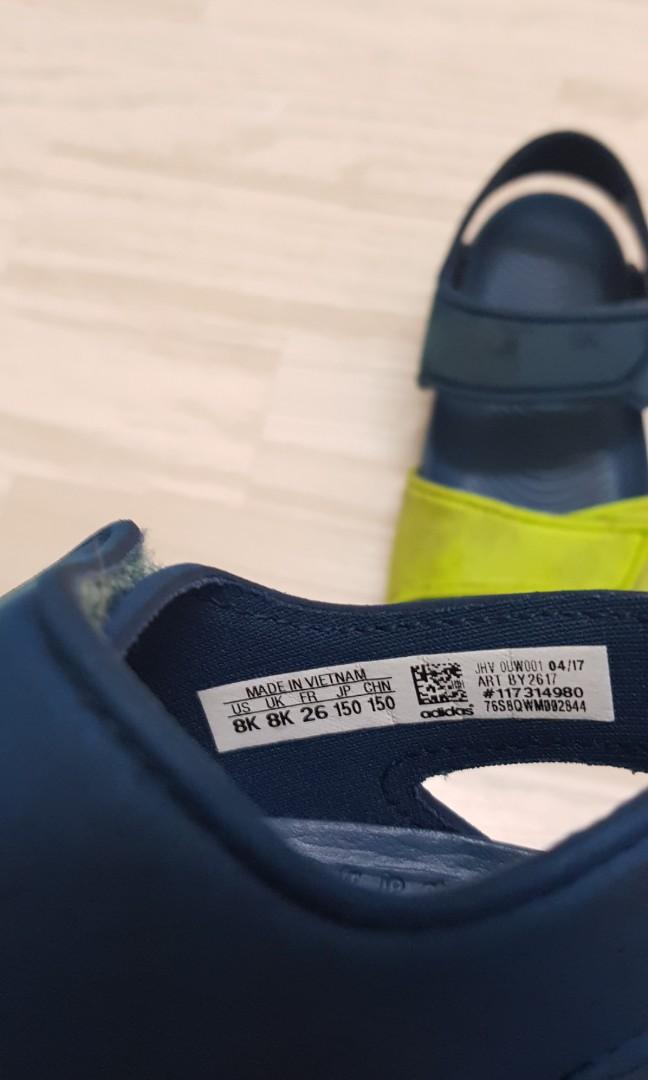 MADE IN VIETNAM
US UK FR JP CHN
8K 8K 26 150 150
adidas
JHV 0UW001 04/17
ART BY2617
#117314980
76S8QWM092844